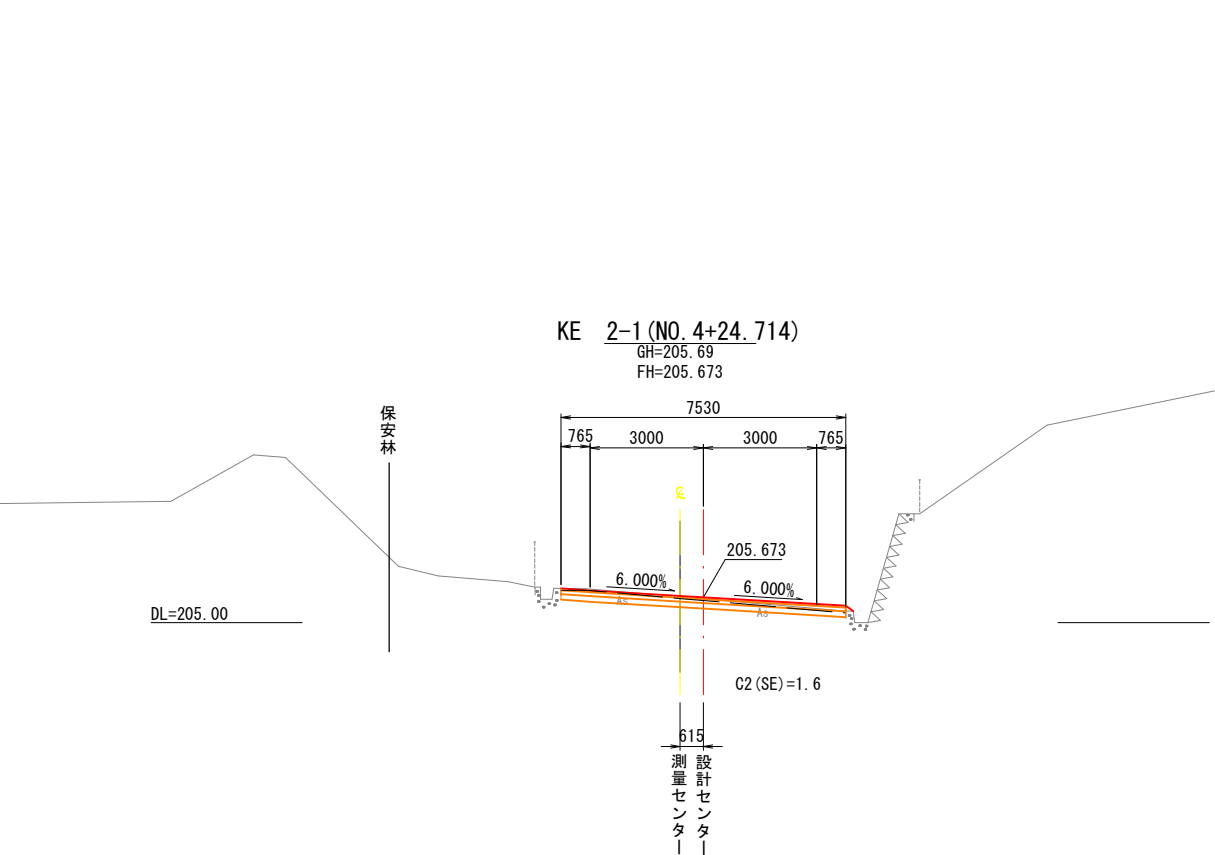 KE 2-1(NO.4+24.714)
GH=205.69
FH=205.673
7530
765 3000 3000 765
保安林
℄
205.673
6.000% 6.000%
As
As
DL=205.00
C2(SE)=1.6
615
測量センター
設計センター